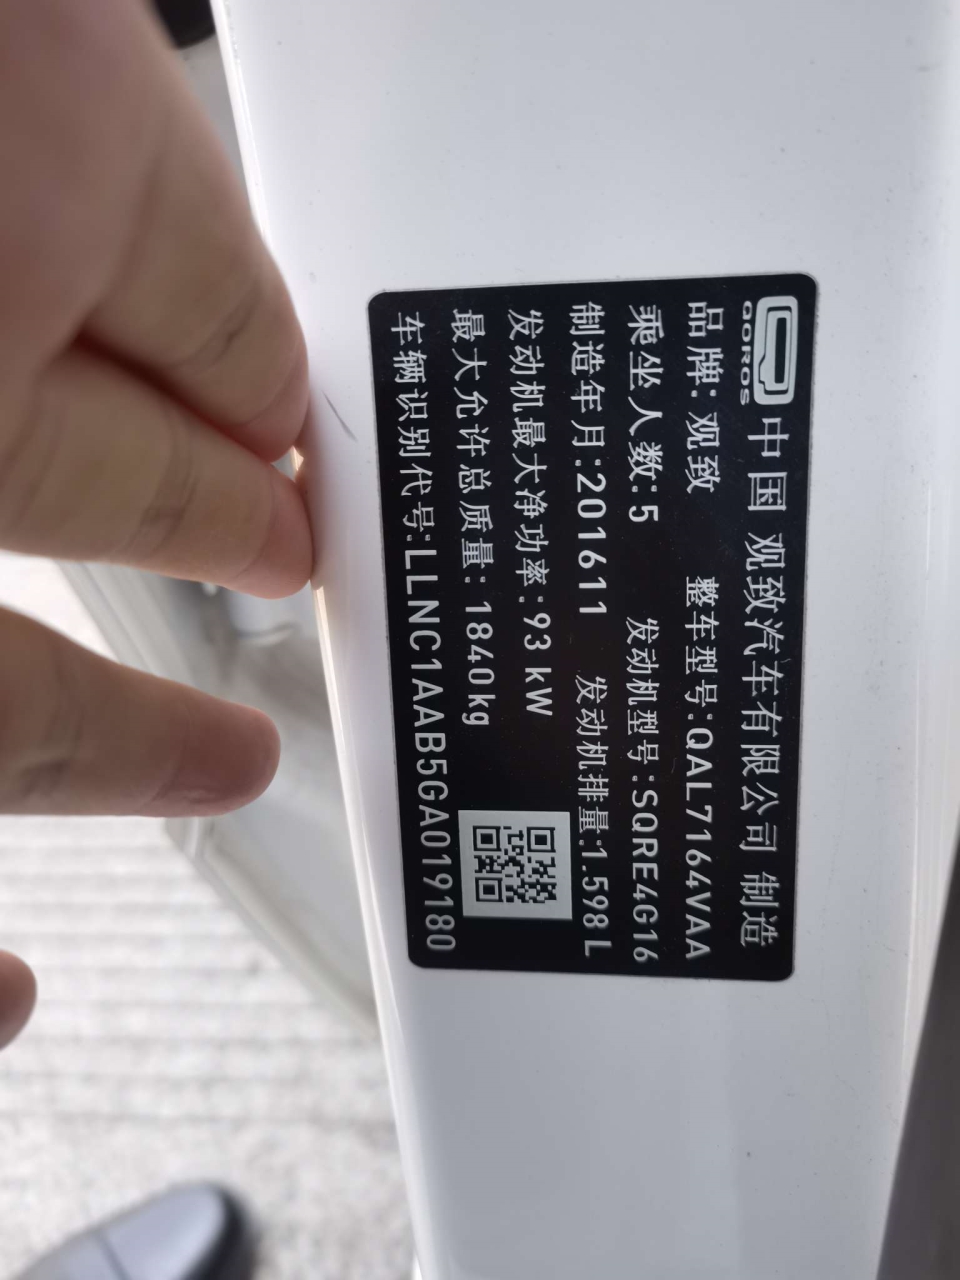 QOROS 中国 观致汽车有限公司 制造
品牌:观致 整车型号:QAL7164VAA
乘坐人数:5 发动机型号:SQRE4G16
制造年月:201611 发动机排量:1.598L
发动机最大净功率:93kW
最大允许总质量:1840kg
车辆识别代号:LLNC1AAB5GA019180